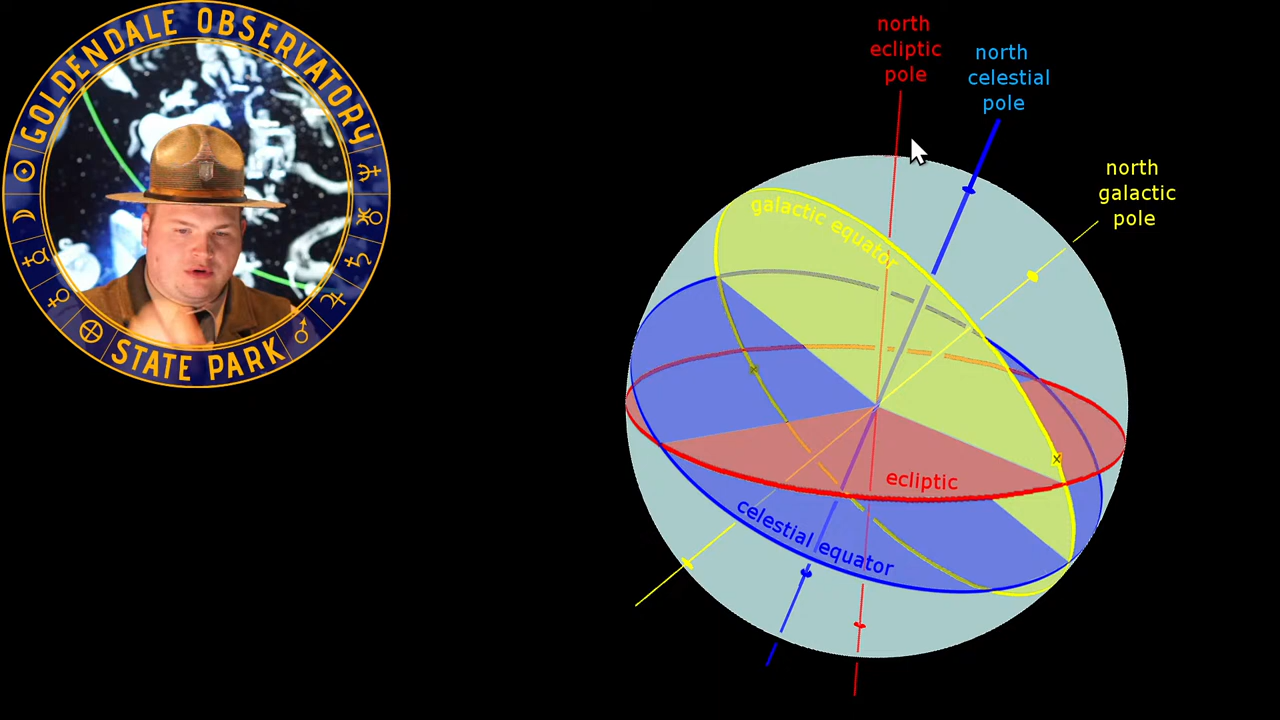 GOLDENDALE OBSERVATORY
STATE PARK
north
ecliptic
pole
north
celestial
pole
north
galactic
pole
galactic equator
ecliptic
celestial equator